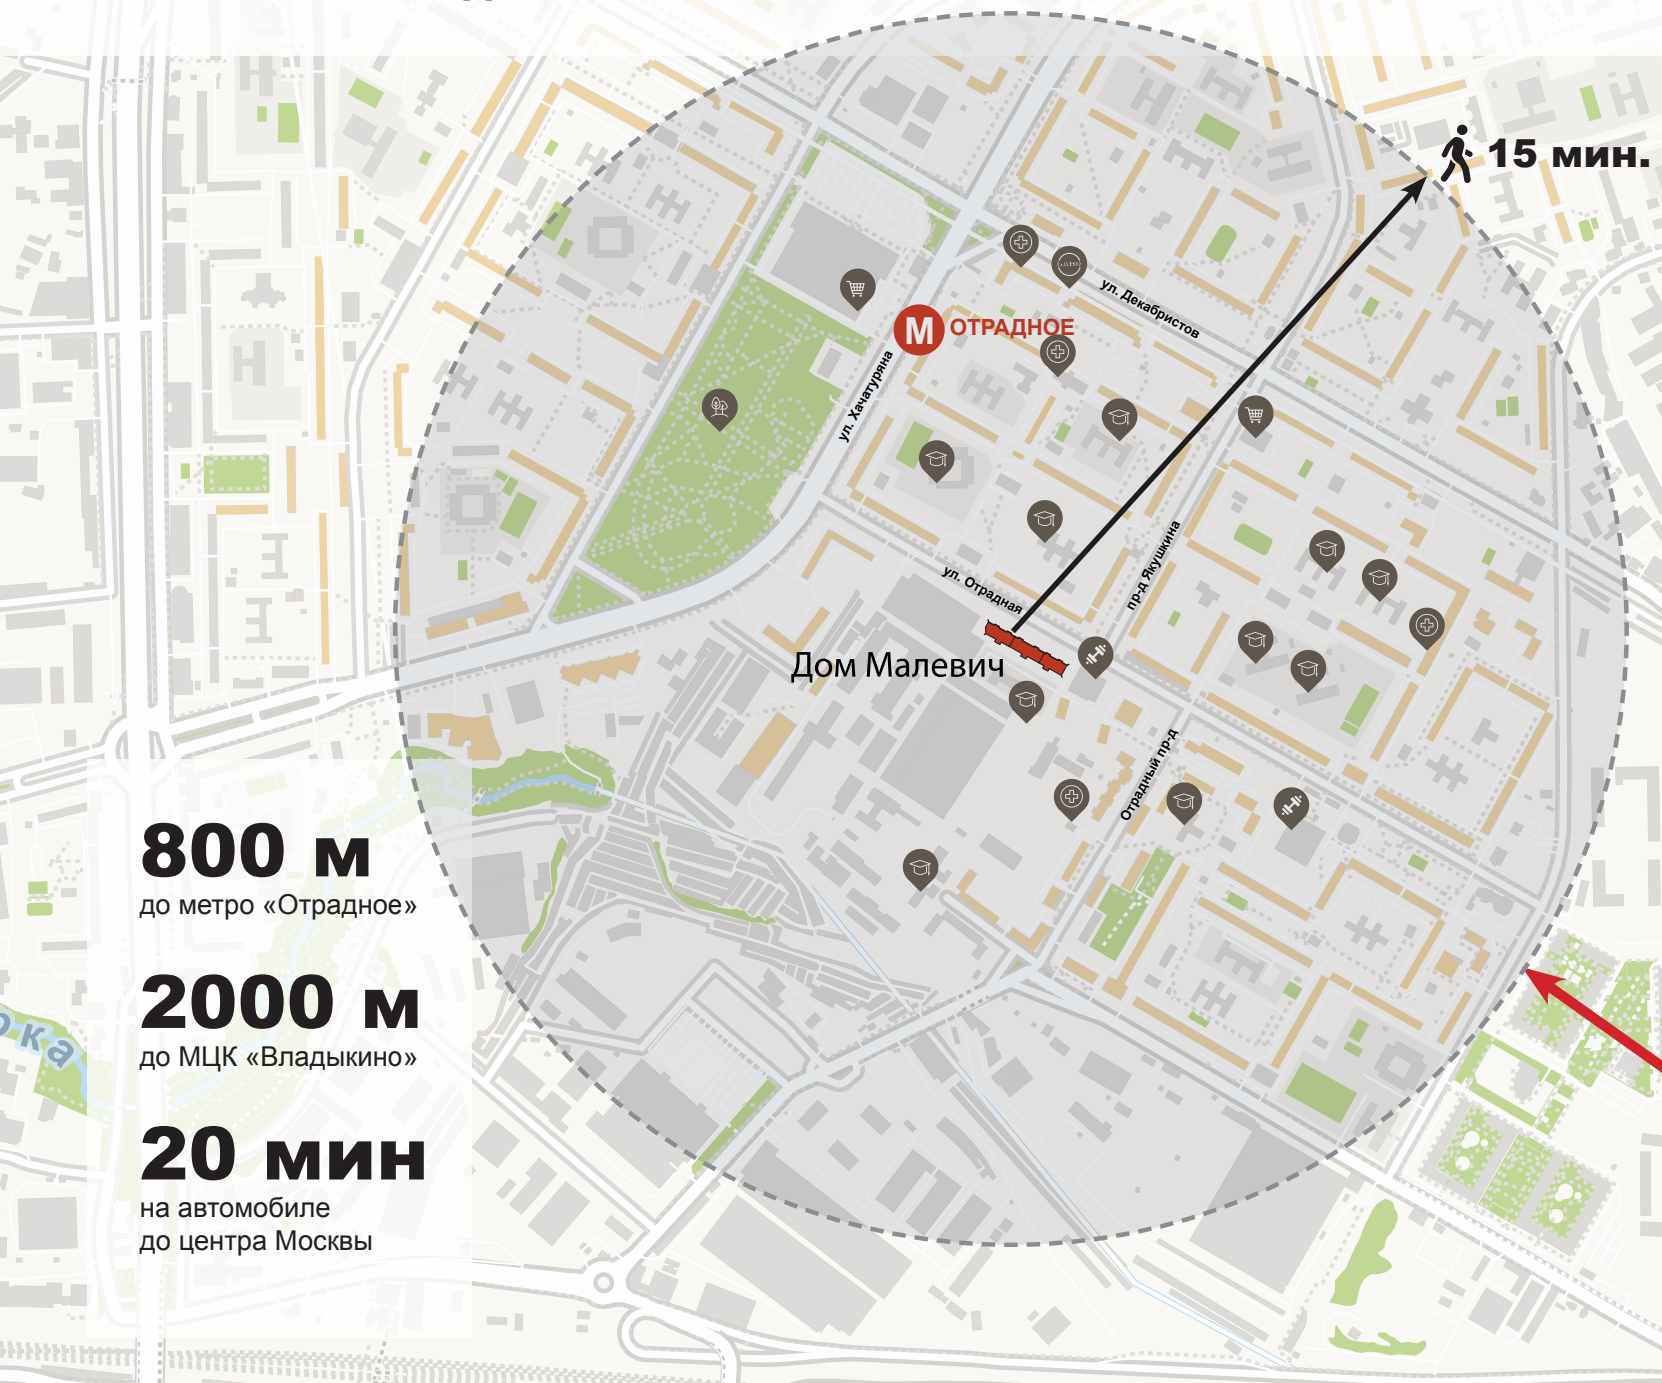 15 мин.
ул. Декабристов
М ОТРАДНОЕ
ул. Хачатуряна
пр-д Якушкина
ул. Отрадная
Дом Малевич
Отрадный пр-д
800 м
до метро «Отрадное»
2000 м
до МЦК «Владыкино»
20 мин
на автомобиле
до центра Москвы